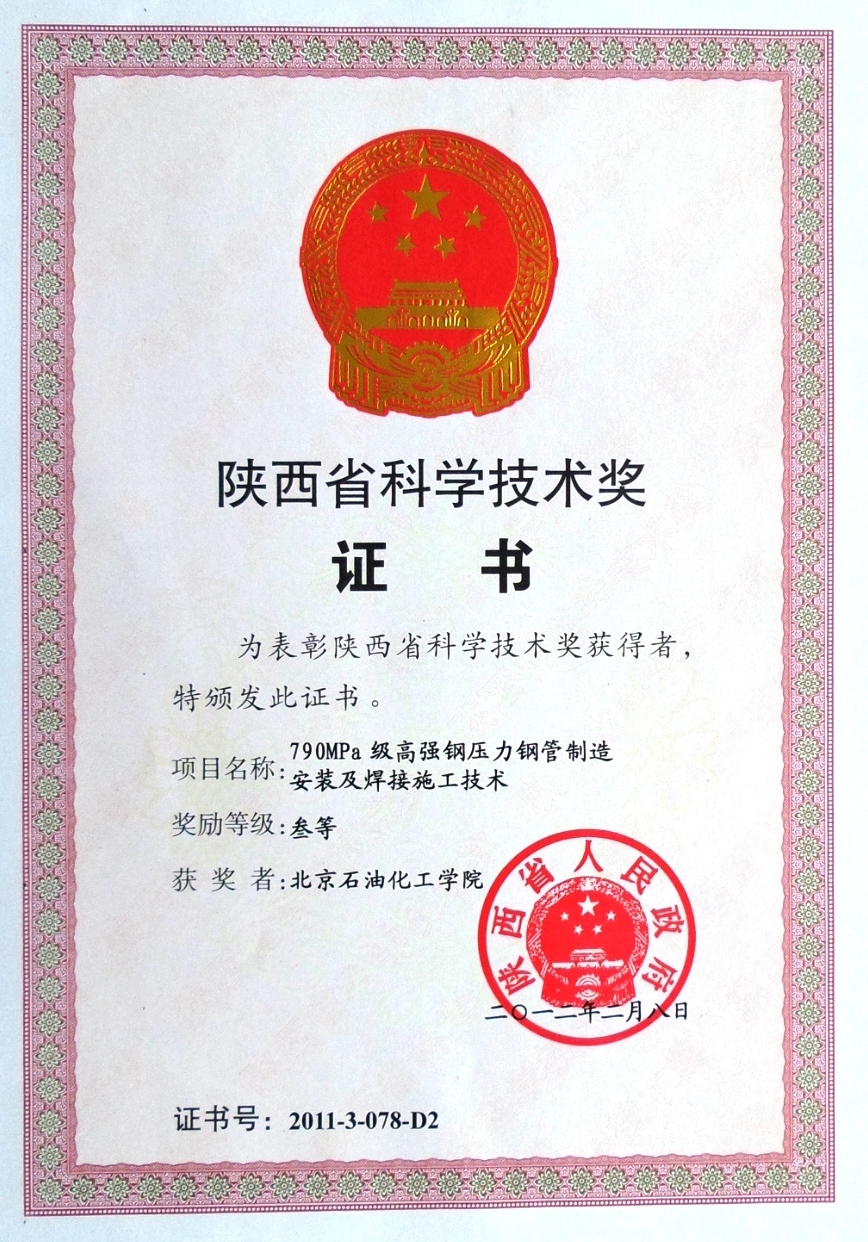 陕西省科学技术奖
证 书
为表彰陕西省科学技术奖获得者，
特颁发此证书。
项目名称：790MPa 级高强钢压力钢管制造
安装及焊接施工技术
奖励等级：叁等
获 奖 者：北京石油化工学院
陕西省人民政府
二〇一二年二月八日
证书号：2011-3-078-D2